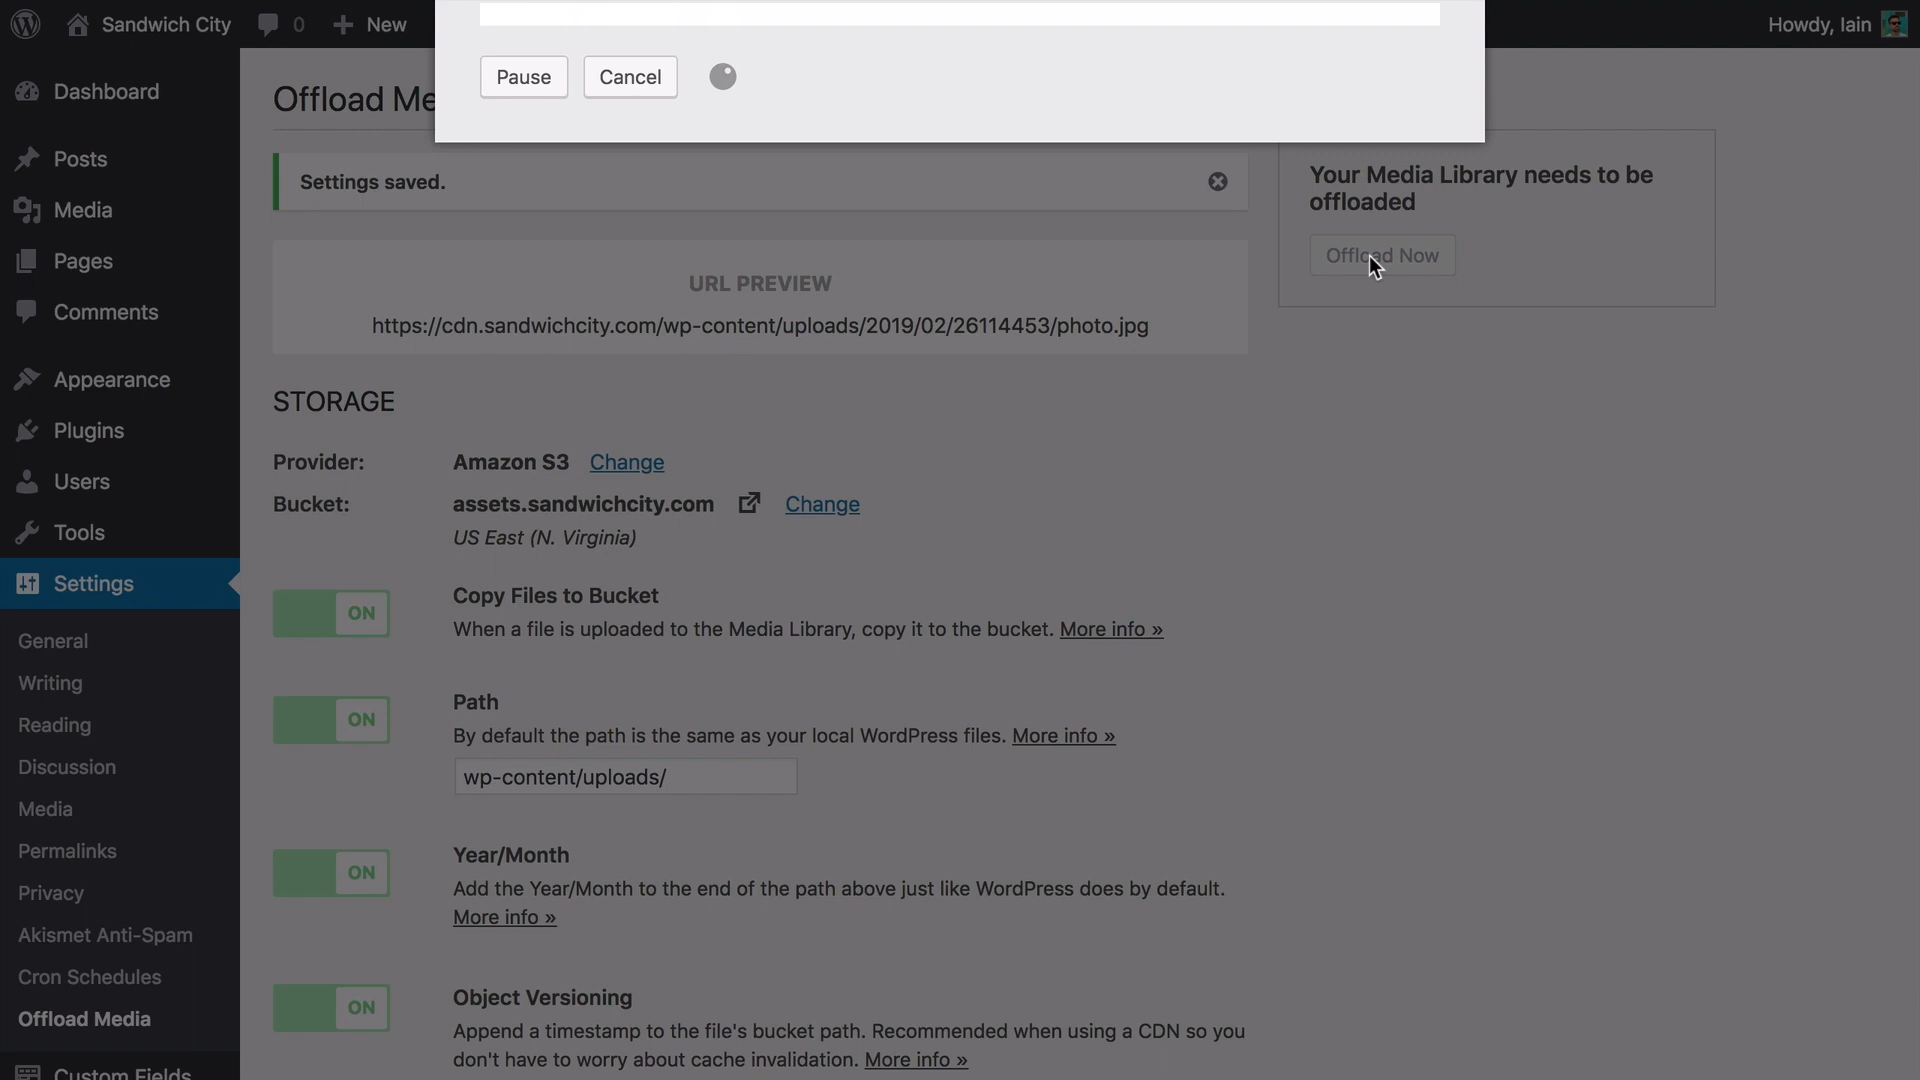 Sandwich City
0
New
Howdy, Iain
Pause
Cancel
Dashboard
Posts
Media
Pages
Comments
Appearance
Plugins
Users
Tools
Settings
General
Writing
Reading
Discussion
Media
Permalinks
Privacy
Akismet Anti-Spam
Cron Schedules
Offload Media
Custom Fields
Offload Me
Settings saved.
URL PREVIEW
https://cdn.sandwichcity.com/wp-content/uploads/2019/02/26114453/photo.jpg
STORAGE
Provider: Amazon S3 Change
Bucket: assets.sandwichcity.com Change
US East (N. Virginia)
ON
Copy Files to Bucket
When a file is uploaded to the Media Library, copy it to the bucket. More info »
ON
Path
By default the path is the same as your local WordPress files. More info »
wp-content/uploads/
ON
Year/Month
Add the Year/Month to the end of the path above just like WordPress does by default.
More info »
ON
Object Versioning
Append a timestamp to the file's bucket path. Recommended when using a CDN so you
don't have to worry about cache invalidation. More info »
Your Media Library needs to be
offloaded
Offload Now